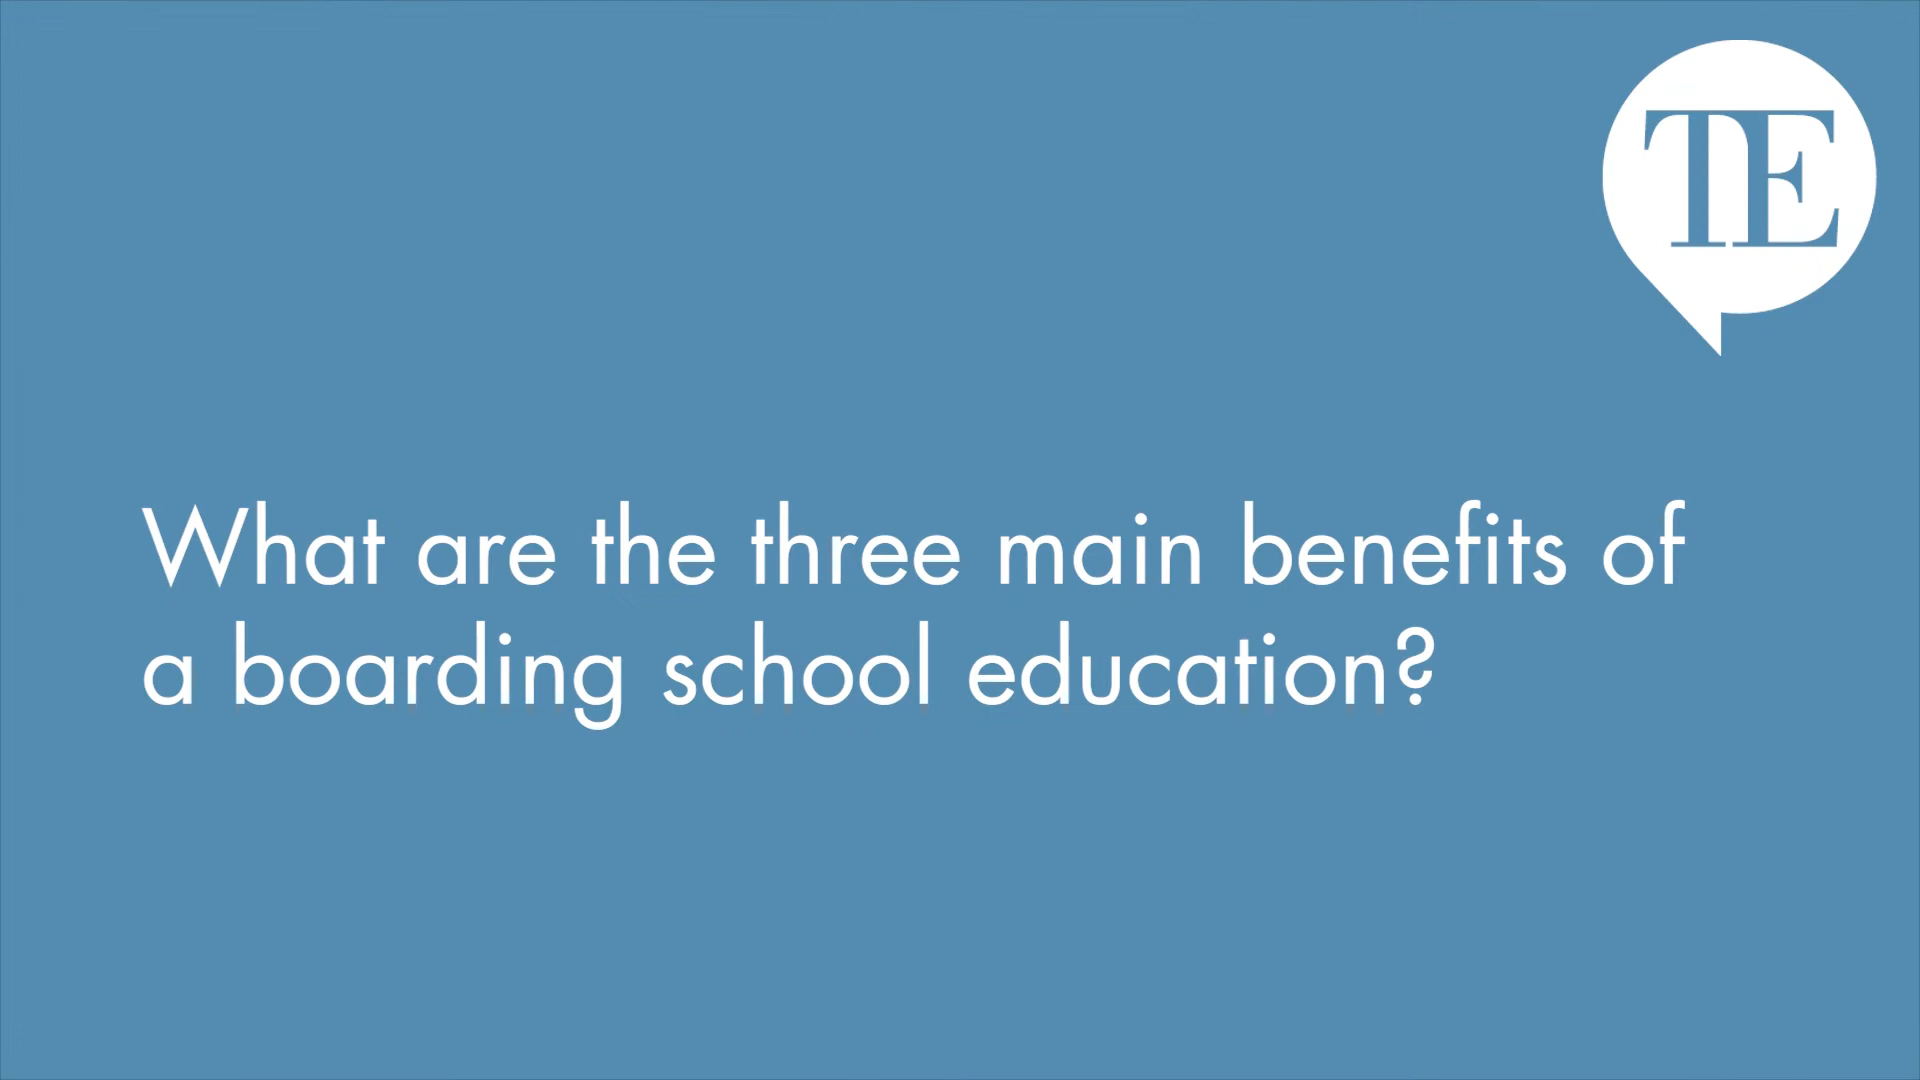 TE
What are the three main benefits of
a boarding school education?